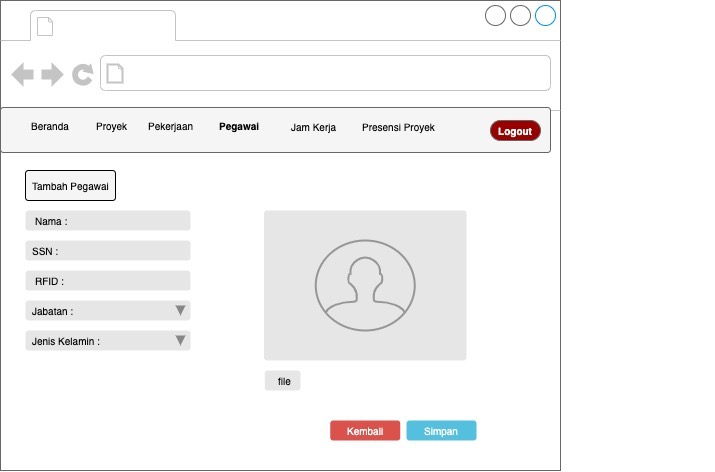 Beranda Proyek Pekerjaan Pegawai Jam Kerja Presensi Proyek Logout
Tambah Pegawai
Nama :
SSN :
RFID :
Jabatan :
Jenis Kelamin :
file
Kembali Simpan